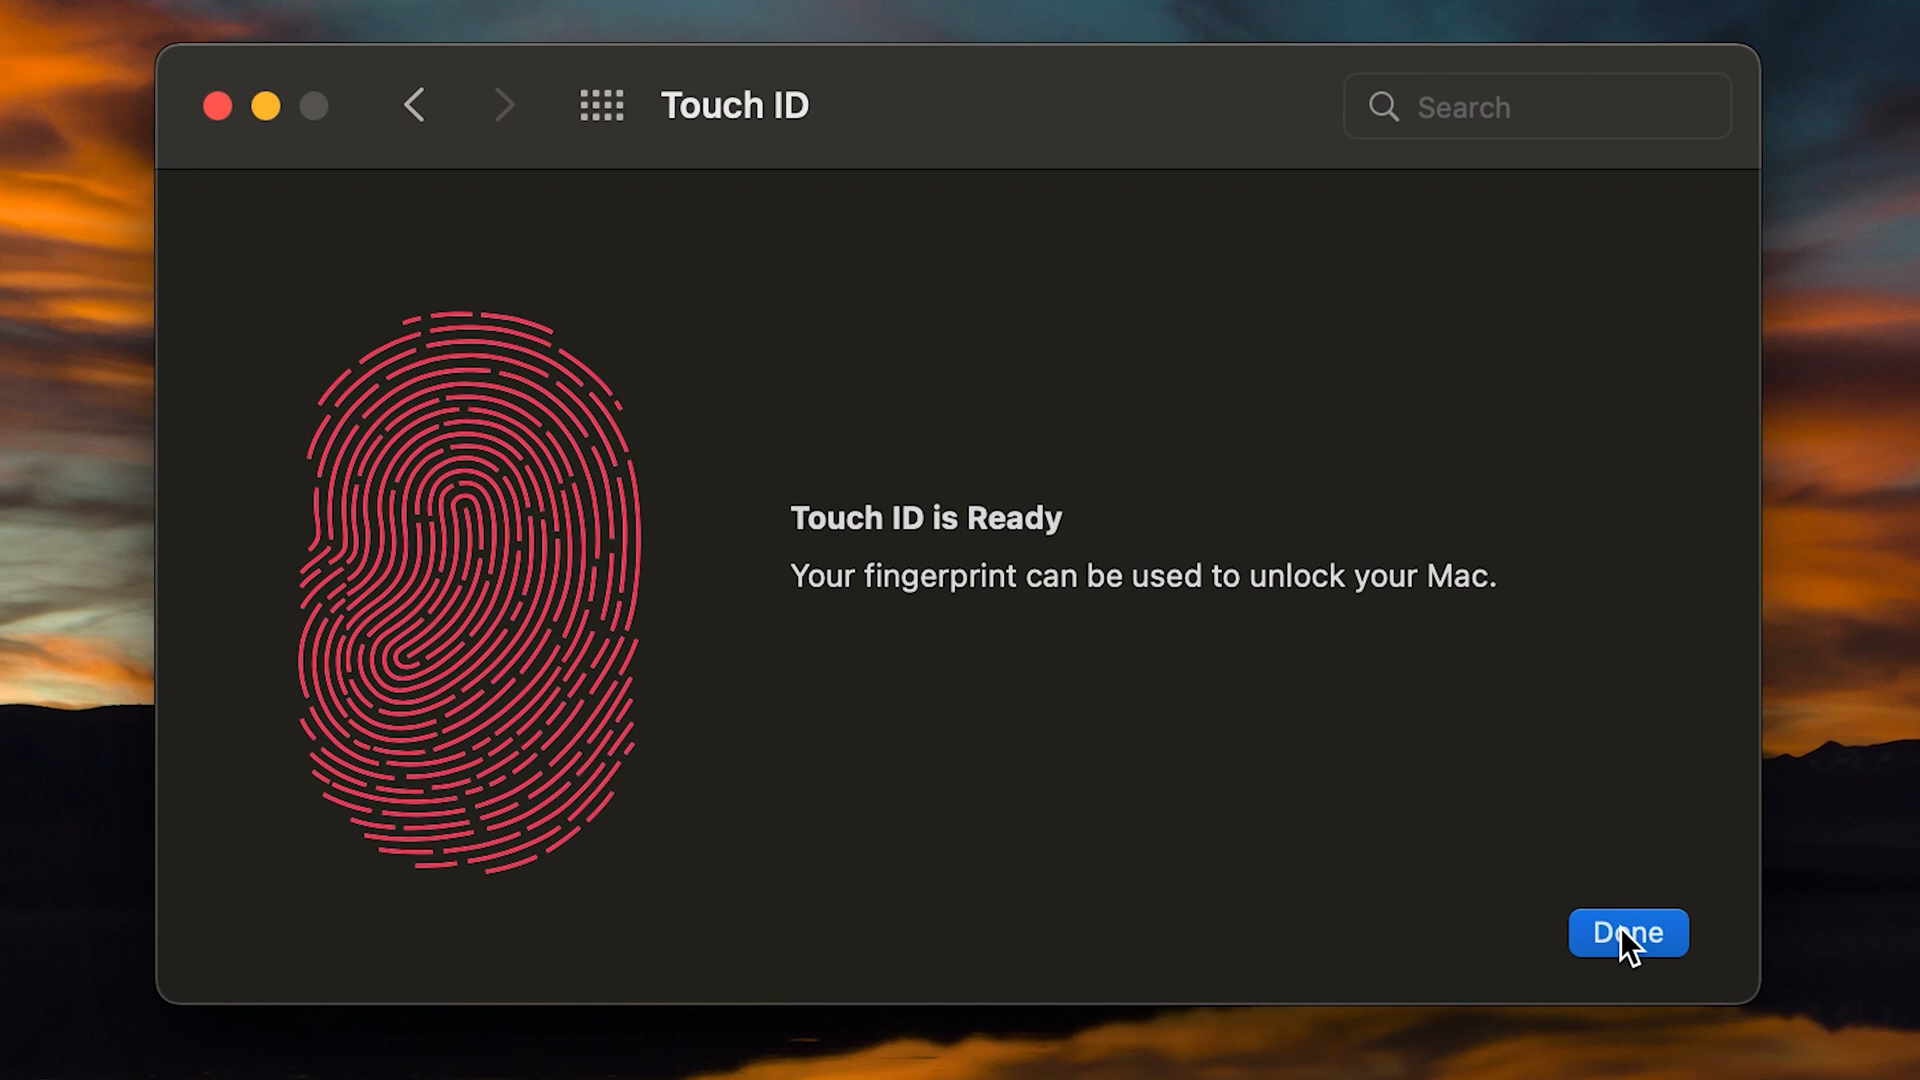 Touch ID
Search
Touch ID is Ready
Your fingerprint can be used to unlock your Mac.
Done